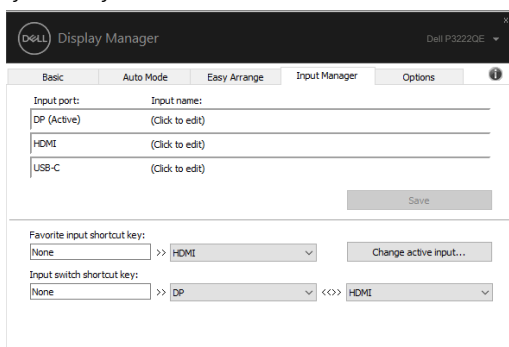 DELL Display Manager
Dell P3222QE
Basic Auto Mode Easy Arrange Input Manager Options
Input port: Input name:
DP (Active) (Click to edit)
HDMI (Click to edit)
USB-C (Click to edit)
Save
Favorite input shortcut key:
None >> HDMI Change active input...
Input switch shortcut key:
None >> DP <<>> HDMI